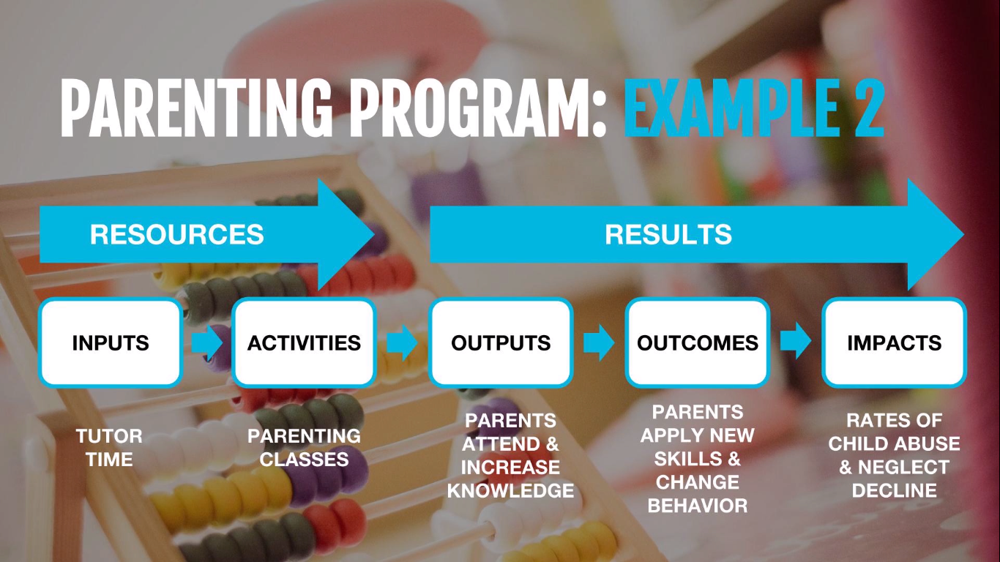 PARENTING PROGRAM: EXAMPLE 2
RESOURCES
RESULTS
INPUTS
ACTIVITIES
OUTPUTS
OUTCOMES
IMPACTS
TUTOR
TIME
PARENTING
CLASSES
PARENTS
ATTEND &
INCREASE
KNOWLEDGE
PARENTS
APPLY NEW
SKILLS &
CHANGE
BEHAVIOR
RATES OF
CHILD ABUSE
& NEGLECT
DECLINE